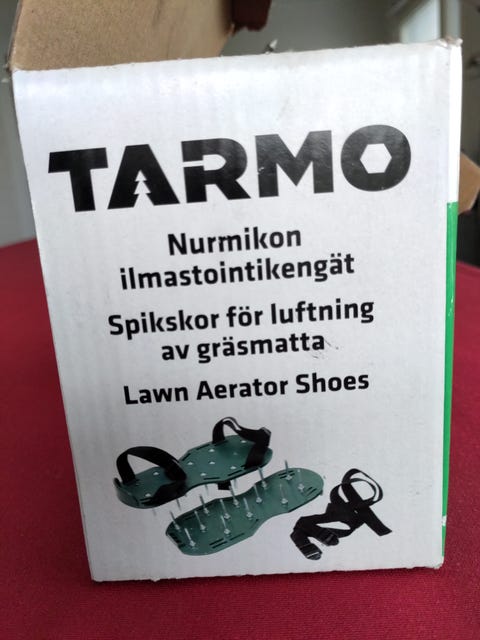 TARMO
Nurmikon
ilmastointikengät
Spikskor för luftning
av gräsmatta
Lawn Aerator Shoes